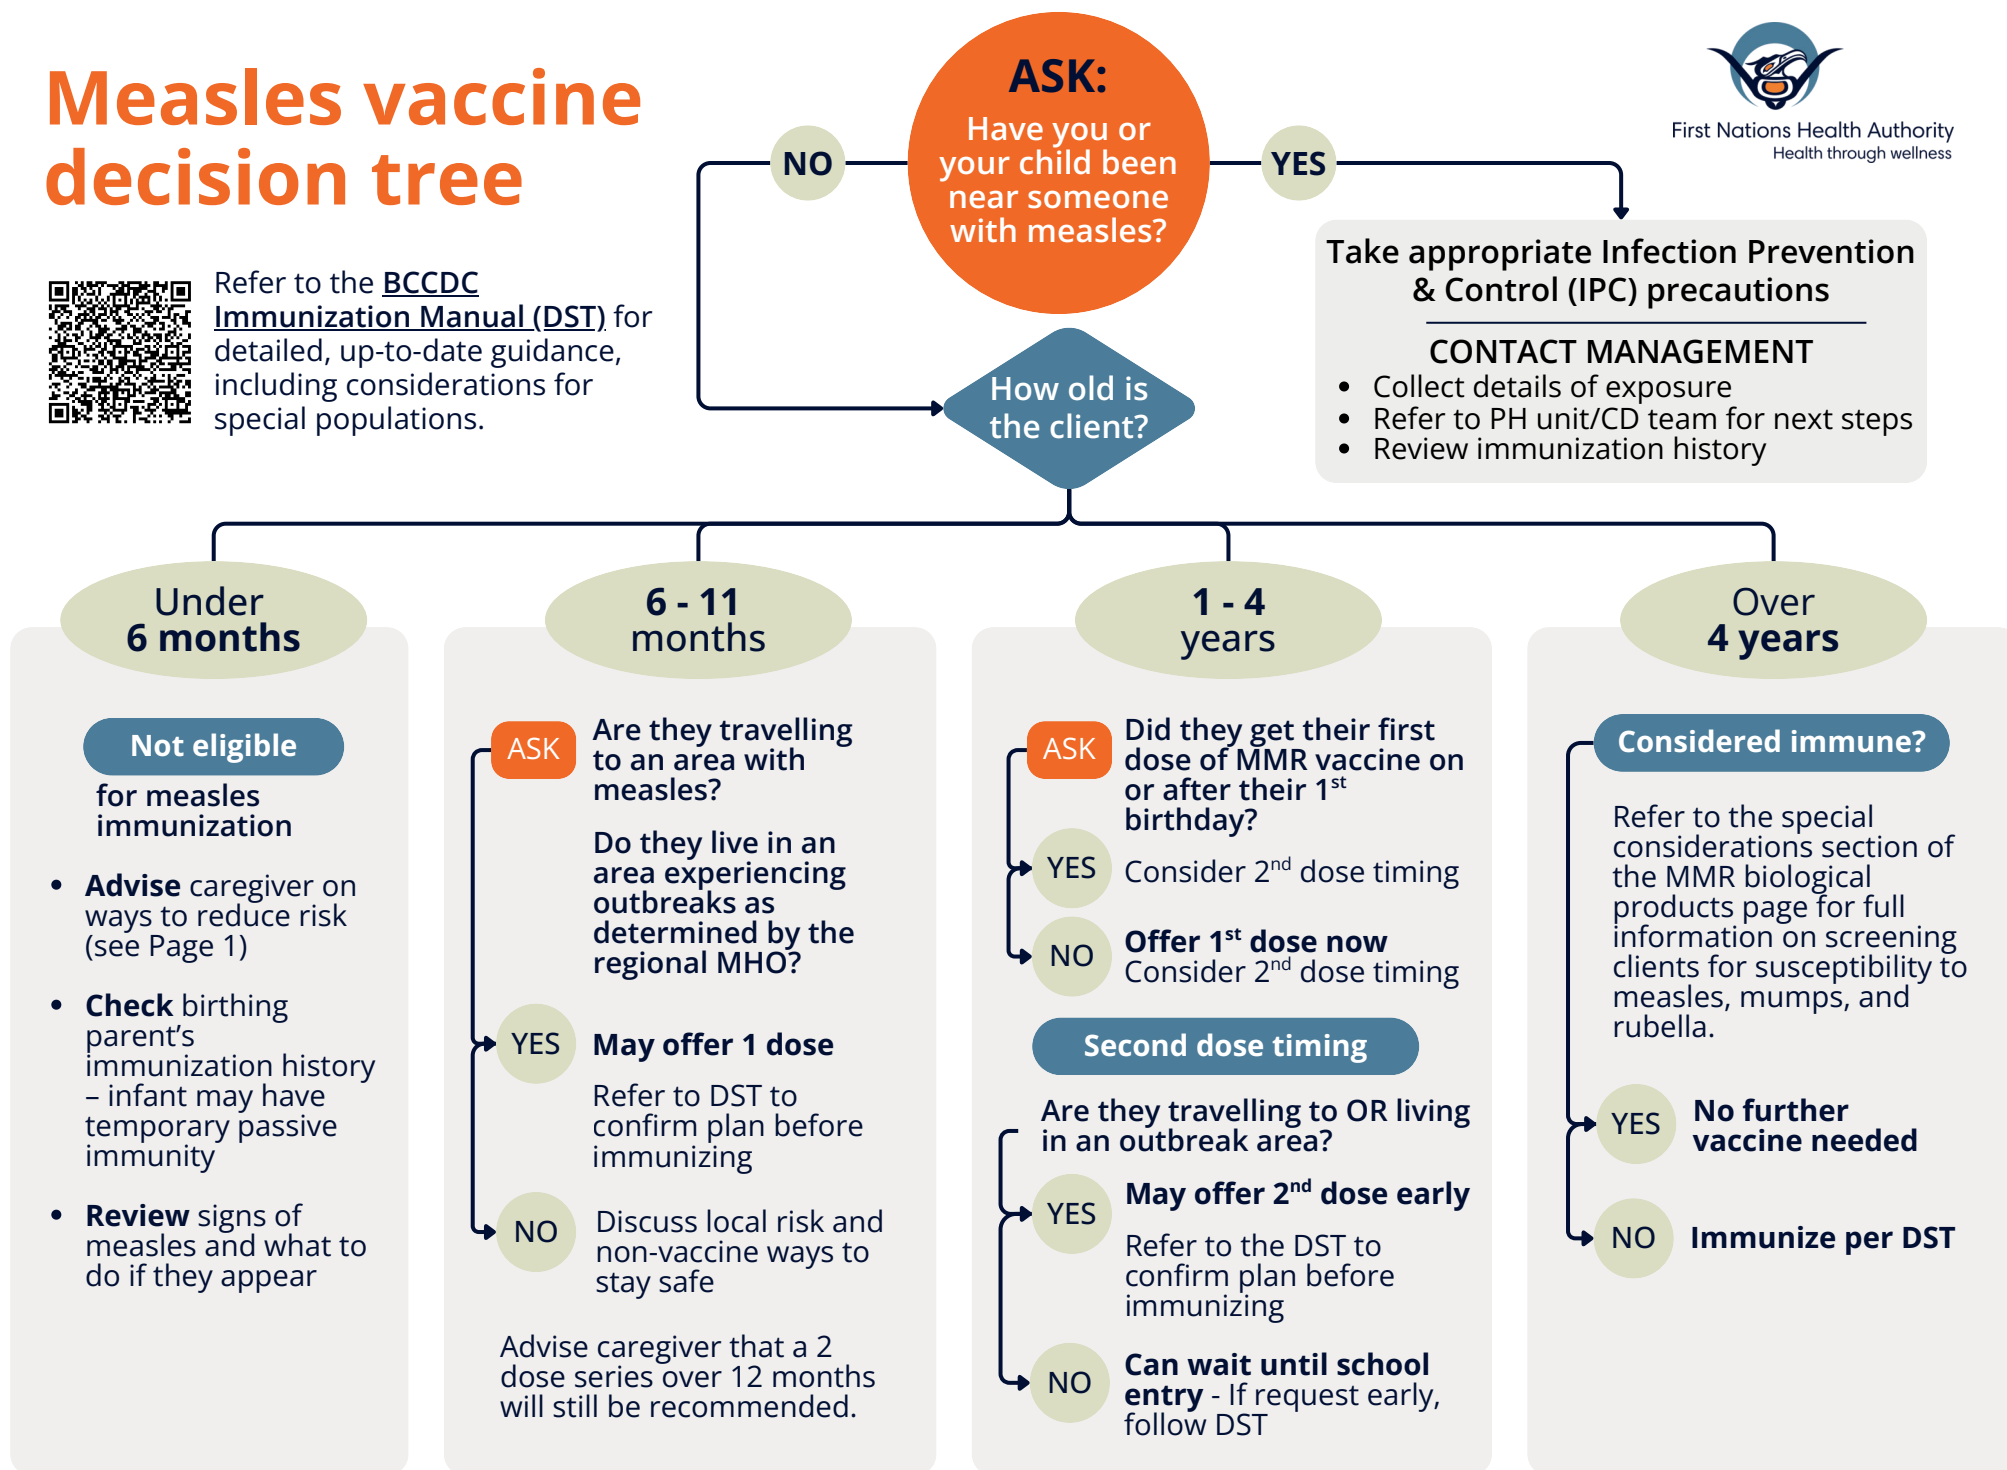 Measles vaccine
decision tree
Refer to the BCCDC
Immunization Manual (DST) for
detailed, up-to-date guidance,
including considerations for
special populations.
ASK:
Have you or
your child been
near someone
with measles?
NO
YES
First Nations Health Authority
Health through wellness
Take appropriate Infection Prevention
& Control (IPC) precautions
CONTACT MANAGEMENT
• Collect details of exposure
• Refer to PH unit/CD team for next steps
• Review immunization history
How old is
the client?
Under
6 months
Not eligible
for measles
immunization
• Advise caregiver on
ways to reduce risk
(see Page 1)
• Check birthing
parent's
immunization history
– infant may have
temporary passive
immunity
• Review signs of
measles and what to
do if they appear
6 - 11
months
ASK
Are they travelling
to an area with
measles?
Do they live in an
area experiencing
outbreaks as
determined by the
regional MHO?
YES
May offer 1 dose
Refer to DST to
confirm plan before
immunizing
NO
Discuss local risk and
non-vaccine ways to
stay safe
Advise caregiver that a 2
dose series over 12 months
will still be recommended.
1 - 4
years
ASK
Did they get their first
dose of MMR vaccine on
or after their 1st
birthday?
YES
Consider 2nd dose timing
NO
Offer 1st dose now
Consider 2nd dose timing
Second dose timing
Are they travelling to OR living
in an outbreak area?
YES
May offer 2nd dose early
Refer to the DST to
confirm plan before
immunizing
NO
Can wait until school
entry - If request early,
follow DST
Over
4 years
Considered immune?
Refer to the special
considerations section of
the MMR biological
products page for full
information on screening
clients for susceptibility to
measles, mumps, and
rubella.
YES
No further
vaccine needed
NO
Immunize per DST